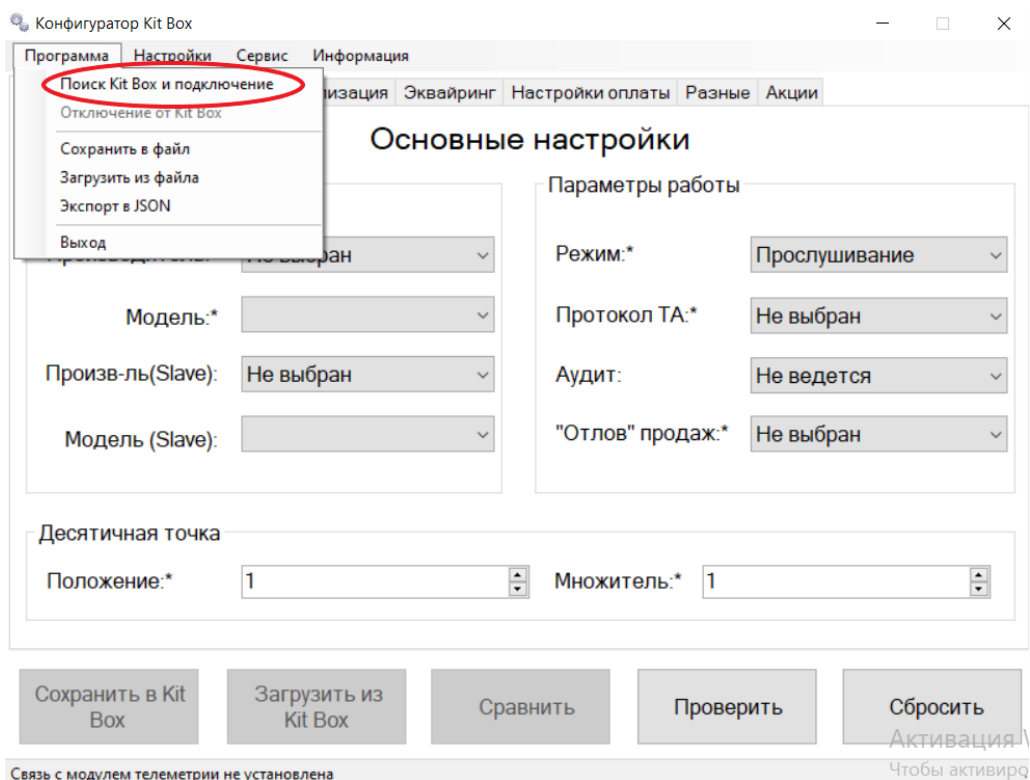 Конфигуратор Kit Box
Программа Настройки Сервис Информация
Поиск Kit Box и подключение
Отключение от Kit Box
Сохранить в файл
Загрузить из файла
Экспорт в JSON
Выход
Эквайринг Настройки оплаты Разные Акции
Основные настройки
Параметры работы
Режим:* Прослушивание
Модель:*
Протокол ТА:* Не выбран
Произв-ль(Slave): Не выбран
Аудит: Не ведется
Модель (Slave):
"Отлов" продаж:* Не выбран
Десятичная точка
Положение:* 1 Множитель:* 1
Сохранить в Kit Box
Загрузить из Kit Box
Сравнить
Проверить
Сбросить
Активация
Связь с модулем телеметрии не установлена
Чтобы